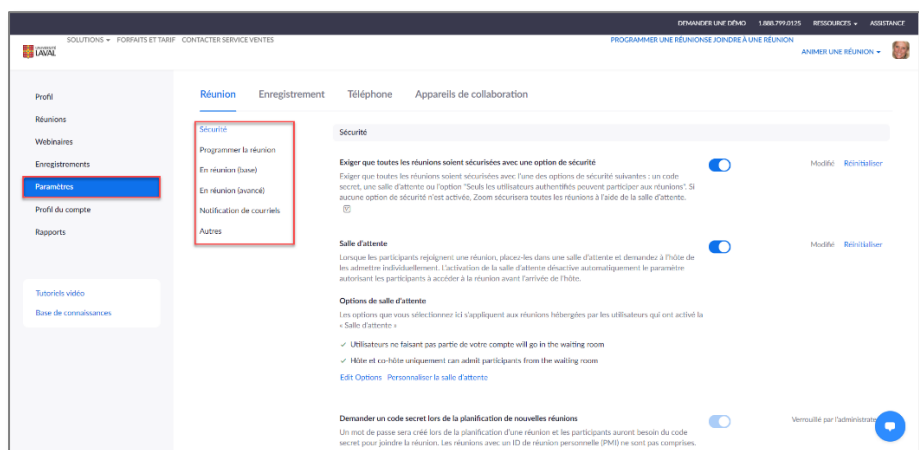 DEMANDER UNE DÉMO 1.888.799.0125 RESSOURCES ASSISTANCE
UNIVERSITÉ
LAVAL
SOLUTIONS FORFAITS ET TARIF CONTACTER SERVICE VENTES
PROGRAMMER UNE RÉUNION SE JOINDRE À UNE RÉUNION
ANIMER UNE RÉUNION
Profil
Réunions
Webinaires
Enregistrements
Paramètres
Profil du compte
Rapports
Tutoriels vidéo
Base de connaissances
Réunion Enregistrement Téléphone Appareils de collaboration
Sécurité
Programmer la réunion
En réunion (base)
En réunion (avancé)
Notification de courriels
Autres
Sécurité
Exiger que toutes les réunions soient sécurisées avec une option de sécurité
Modifié Réinitialiser
Exiger que toutes les réunions soient sécurisées avec l'une des options de sécurité suivantes : un code
secret, une salle d'attente ou l'option "Seuls les utilisateurs authentifiés peuvent participer aux réunions". Si
aucune option de sécurité n'est activée, Zoom sécurisera toutes les réunions à l'aide de la salle d'attente.
Salle d'attente
Modifié Réinitialiser
Lorsque les participants rejoignent une réunion, placez-les dans une salle d'attente et demandez à l'hôte de
les admettre individuellement. L'activation de la salle d'attente désactive automatiquement le paramètre
autorisant les participants à accéder à la réunion avant l'arrivée de l'hôte.
Options de salle d'attente
Les options que vous sélectionnez ici s'appliquent aux réunions hébergées par les utilisateurs qui ont activé la
« Salle d'attente »
✓ Utilisateurs ne faisant pas partie de votre compte will go in the waiting room
✓ Hôte et co-hôte uniquement can admit participants from the waiting room
Edit Options Personnaliser la salle d'attente
Demander un code secret lors de la planification de nouvelles réunions
Verrouillé par l'administrate
Un mot de passe sera créé lors de la planification d'une réunion et les participants auront besoin du code
secret pour joindre la réunion. Les réunions avec un ID de réunion personnelle (PMI) ne sont pas comprises.